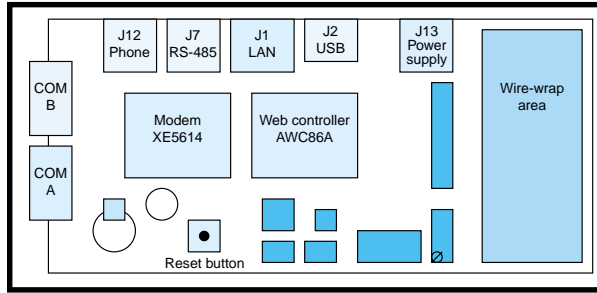 J12
Phone
J7
RS-485
J1
LAN
J2
USB
J13
Power
supply
COM
B
Modem
XE5614
Web controller
AWC86A
Wire-wrap
area
COM
A
Reset button